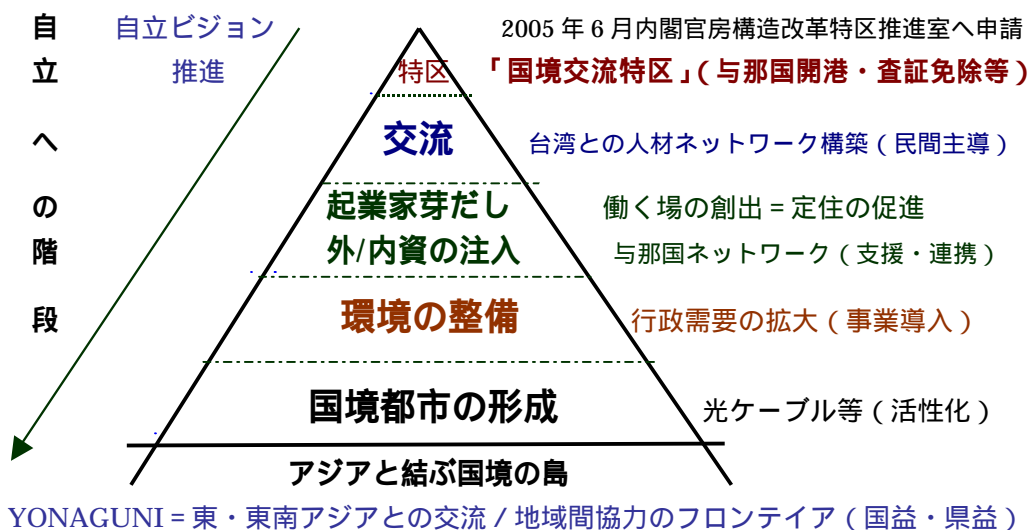 自立への階段
自立ビジョン
推進
2005年6月内閣官房構造改革特区推進室へ申請
特区
「国境交流特区」(与那国開港・査証免除等)
交流
台湾との人材ネットワーク構築(民間主導)
起業家芽だし
働く場の創出=定住の促進
外/内資の注入
与那国ネットワーク(支援・連携)
環境の整備
行政需要の拡大(事業導入)
国境都市の形成
光ケーブル等(活性化)
アジアと結ぶ国境の島
YONAGUNI=東・東南アジアとの交流/地域間協力のフロンテイア(国益・県益)